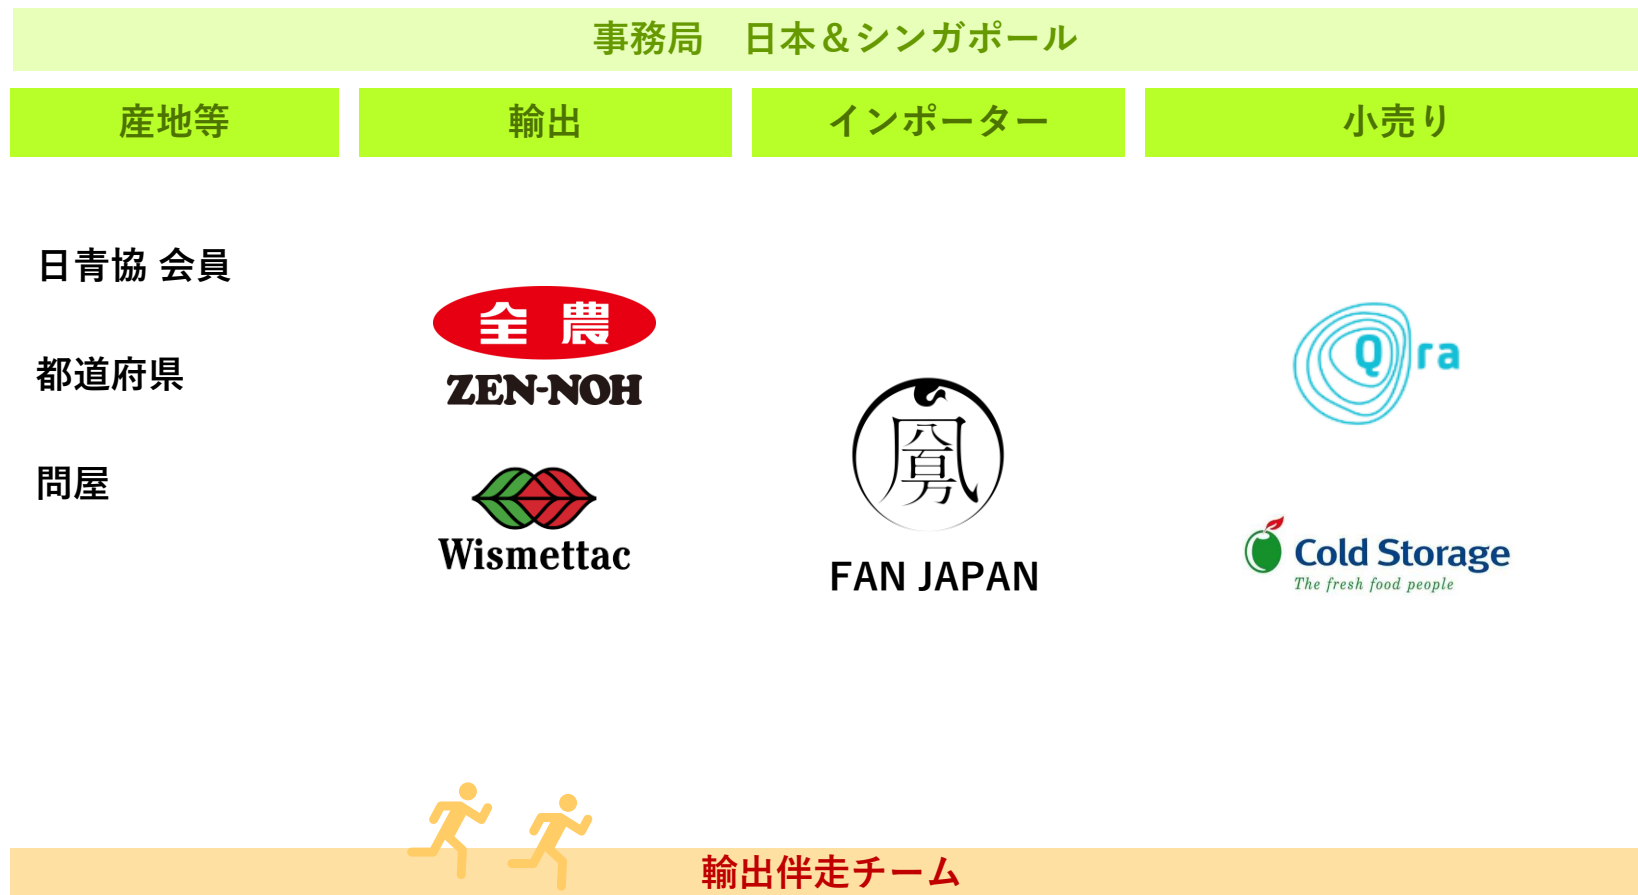 事務局　日本＆シンガポール
産地等
輸出
インポーター
小売り
日青協 会員
都道府県
問屋
全農
ZEN-NOH
Wismettac
FAN JAPAN
Qra
Cold Storage
The fresh food people
輸出伴走チーム